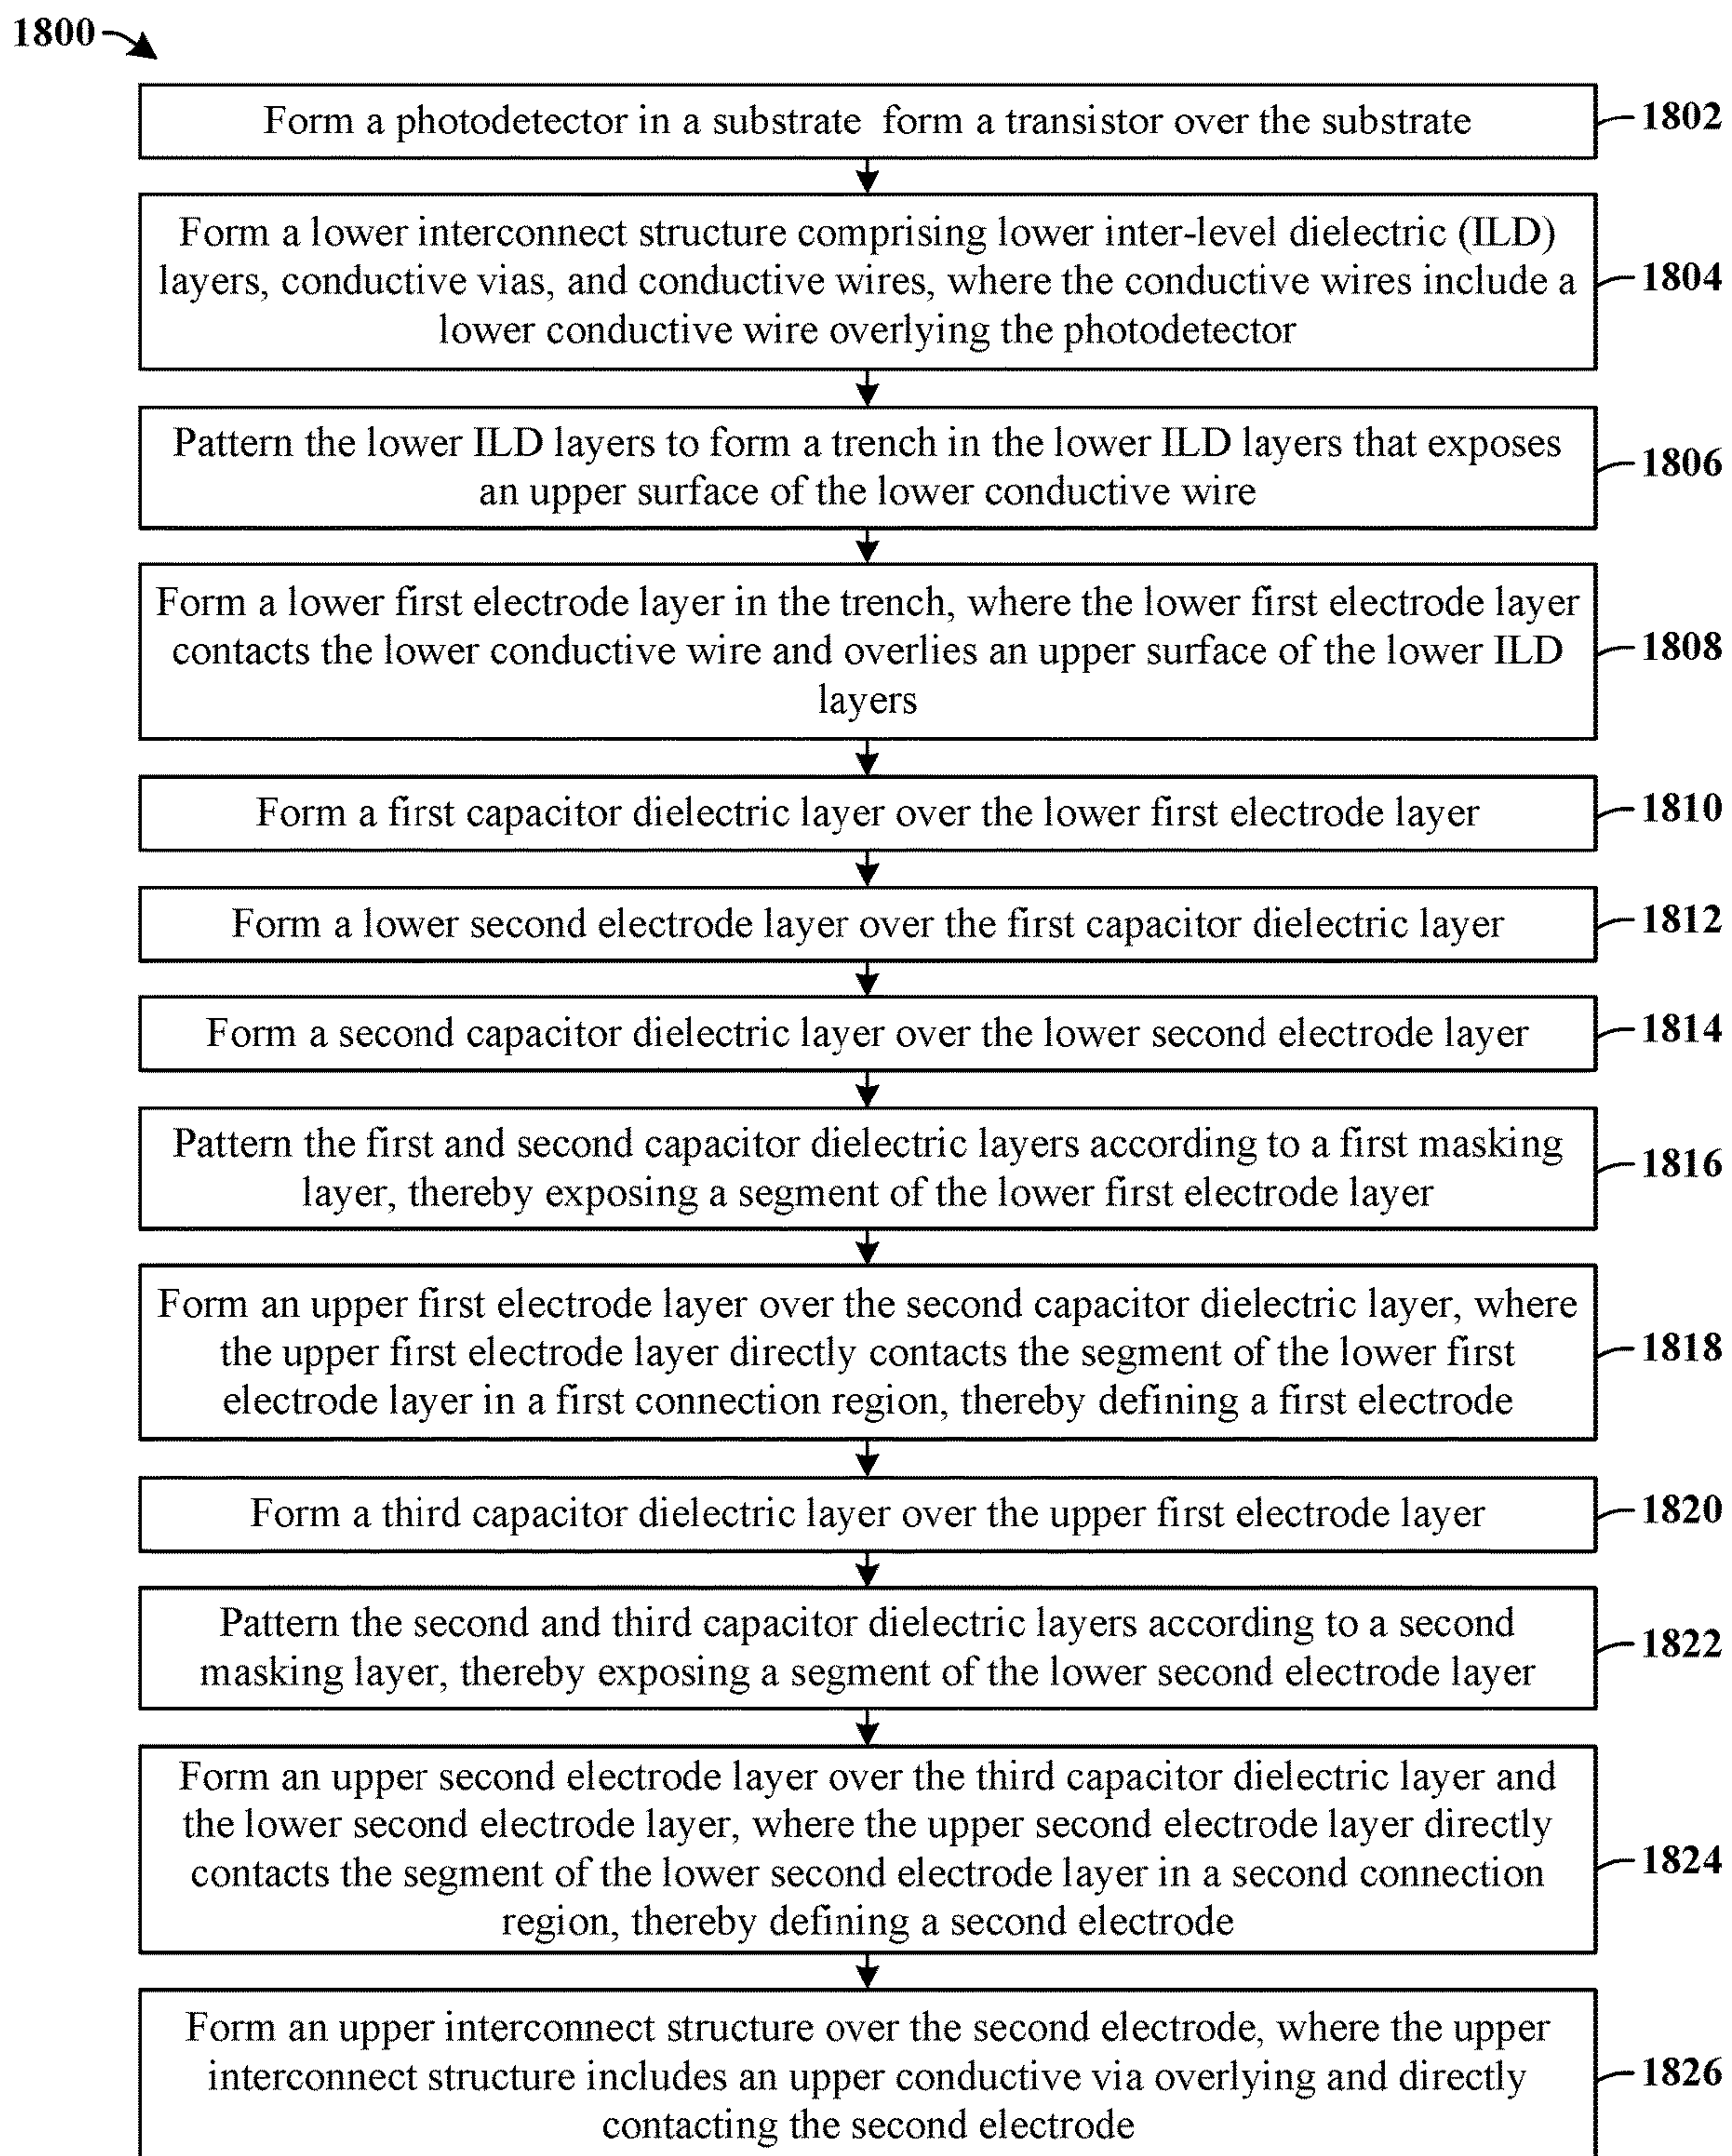 1800
Form a photodetector in a substrate form a transistor over the substrate
1802
Form a lower interconnect structure comprising lower inter-level dielectric (ILD)
layers, conductive vias, and conductive wires, where the conductive wires include a
lower conductive wire overlying the photodetector
1804
Pattern the lower ILD layers to form a trench in the lower ILD layers that exposes
an upper surface of the lower conductive wire
1806
Form a lower first electrode layer in the trench, where the lower first electrode layer
contacts the lower conductive wire and overlies an upper surface of the lower ILD
layers
1808
Form a first capacitor dielectric layer over the lower first electrode layer
1810
Form a lower second electrode layer over the first capacitor dielectric layer
1812
Form a second capacitor dielectric layer over the lower second electrode layer
1814
Pattern the first and second capacitor dielectric layers according to a first masking
layer, thereby exposing a segment of the lower first electrode layer
1816
Form an upper first electrode layer over the second capacitor dielectric layer, where
the upper first electrode layer directly contacts the segment of the lower first
electrode layer in a first connection region, thereby defining a first electrode
1818
Form a third capacitor dielectric layer over the upper first electrode layer
1820
Pattern the second and third capacitor dielectric layers according to a second
masking layer, thereby exposing a segment of the lower second electrode layer
1822
Form an upper second electrode layer over the third capacitor dielectric layer and
the lower second electrode layer, where the upper second electrode layer directly
contacts the segment of the lower second electrode layer in a second connection
region, thereby defining a second electrode
1824
Form an upper interconnect structure over the second electrode, where the upper
interconnect structure includes an upper conductive via overlying and directly
contacting the second electrode
1826